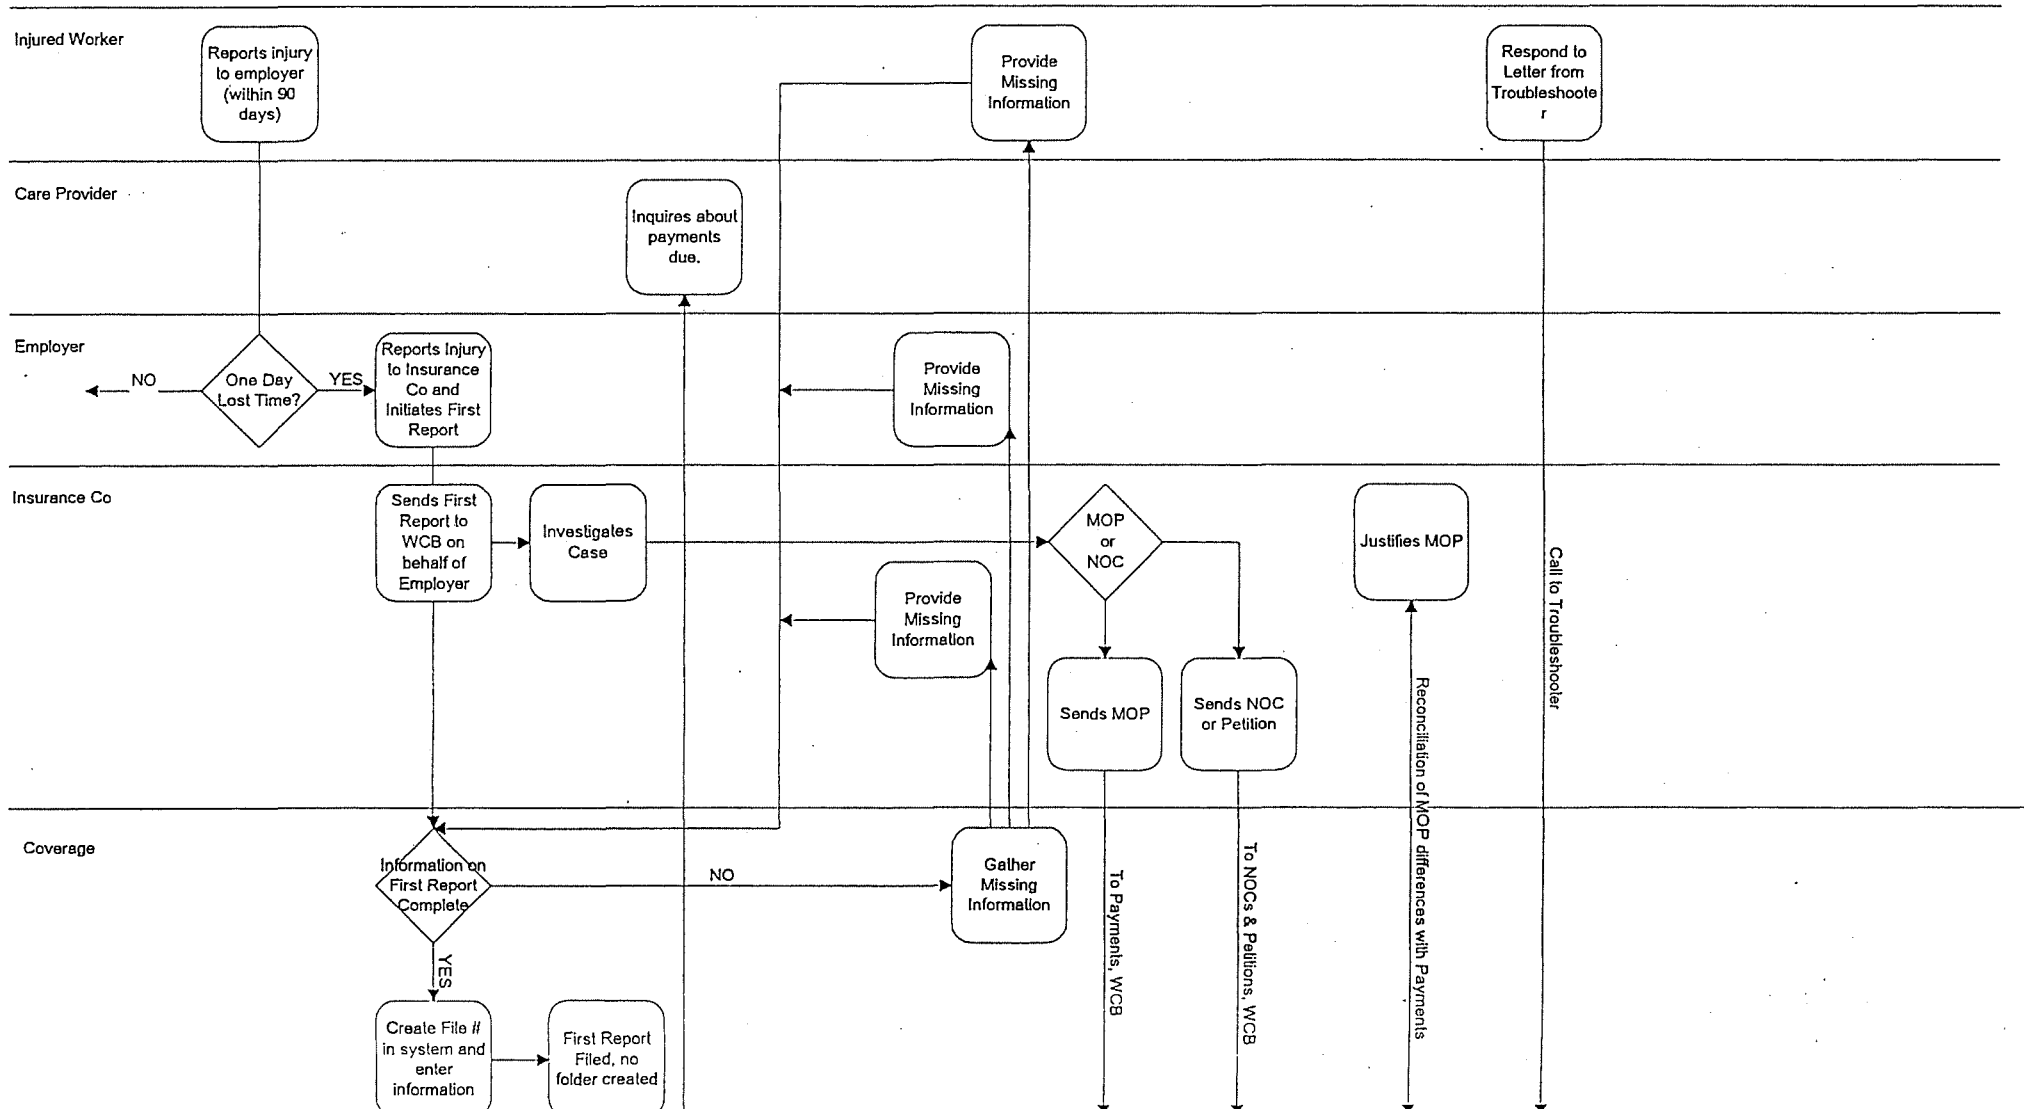 Injured Worker
Reports injury
to employer
(within 90
days)
Provide
Missing
Information
Respond to
Letter from
Troubleshoote
r
Care Provider
Inquires about
payments
due.
Employer
NO
One Day
Lost Time?
YES
Reports Injury
to Insurance
Co and
Initiates First
Report
Provide
Missing
Information
Insurance Co
Sends First
Report to
WCB on
behalf of
Employer
Investigates
Case
Provide
Missing
Information
MOP
or
NOC
Sends MOP
Sends NOC
or Petition
Justifies MOP
Call to Troubleshooter
Reconciliation of MOP differences with Payments
Coverage
Information on
First Report
Complete
NO
Gather
Missing
Information
To Payments, WCB
To NOCs & Petitions, WCB
YES
Create File #
in system and
enter
information
First Report
Filed, no
folder created